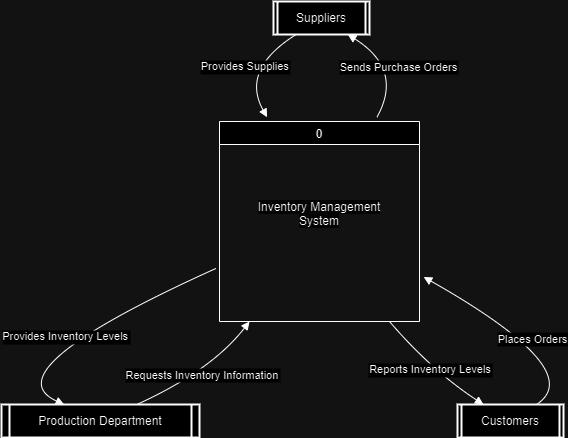 Suppliers
Provides Supplies
Sends Purchase Orders
0
Inventory Management
System
Provides Inventory Levels
Places Orders
Requests Inventory Information
Reports Inventory Levels
Production Department
Customers